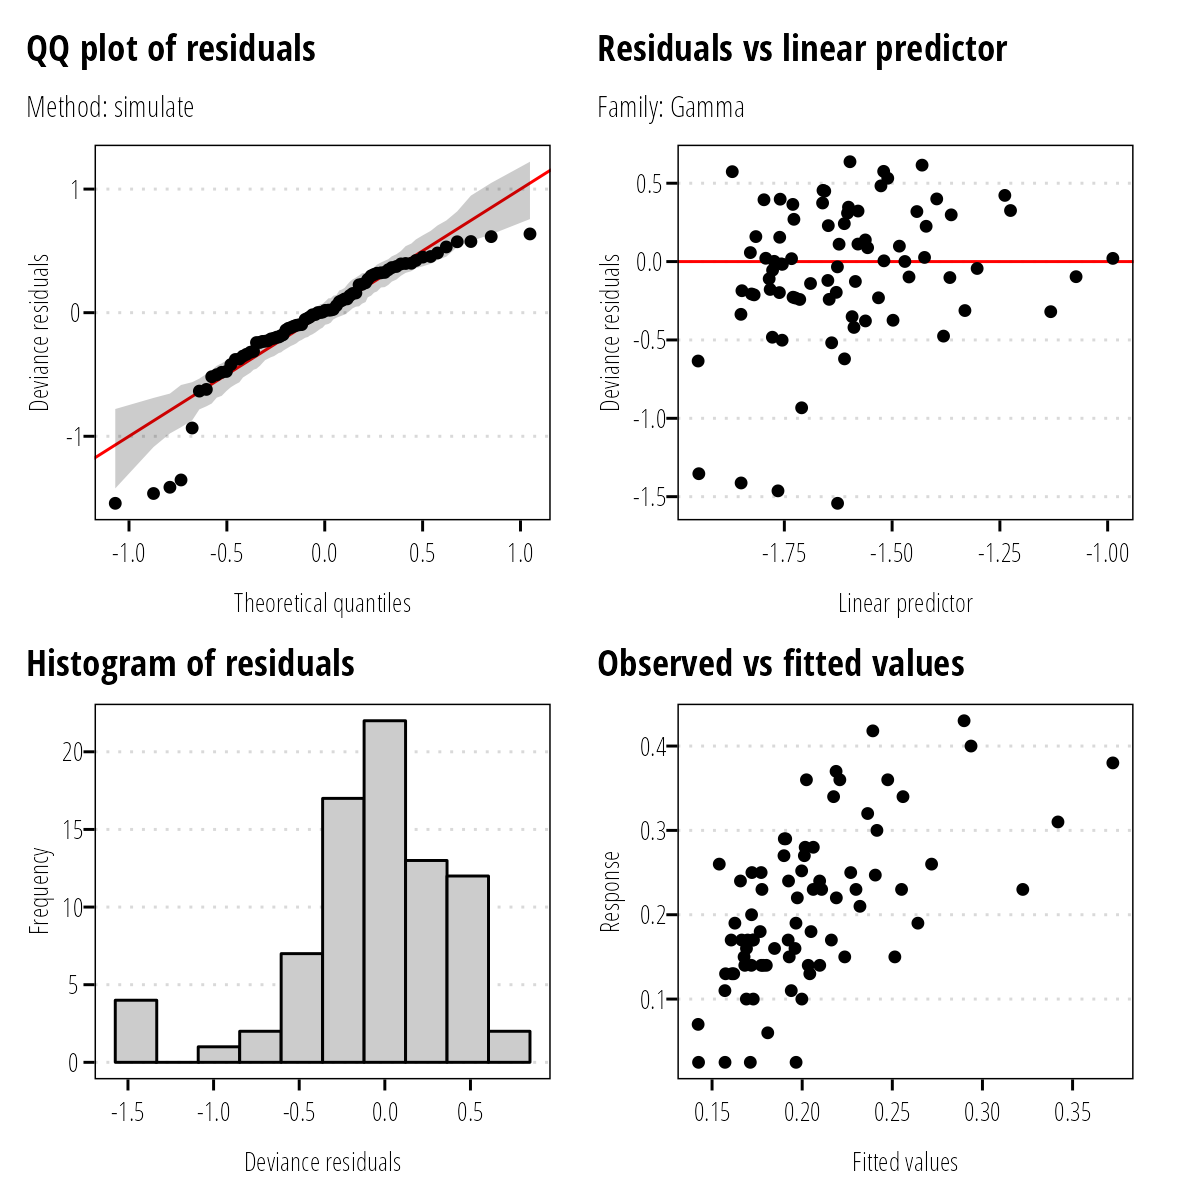 QQ plot of residuals
Method: simulate
Deviance residuals
1
0
-1
-1.0 -0.5 0.0 0.5 1.0
Theoretical quantiles
Residuals vs linear predictor
Family: Gamma
Deviance residuals
0.5
0.0
-0.5
-1.0
-1.5
-1.75 -1.50 -1.25 -1.00
Linear predictor
Histogram of residuals
Frequency
20
15
10
5
0
-1.5 -1.0 -0.5 0.0 0.5
Deviance residuals
Observed vs fitted values
Response
0.4
0.3
0.2
0.1
0.15 0.20 0.25 0.30 0.35
Fitted values